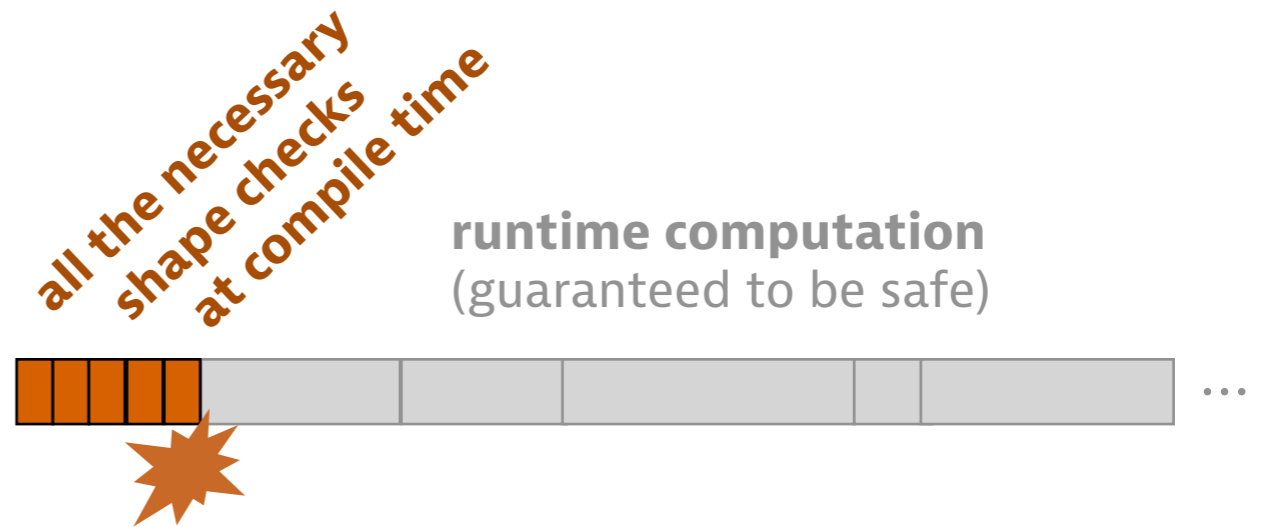 all the necessary
shape checks
at compile time
runtime computation
(guaranteed to be safe)
...